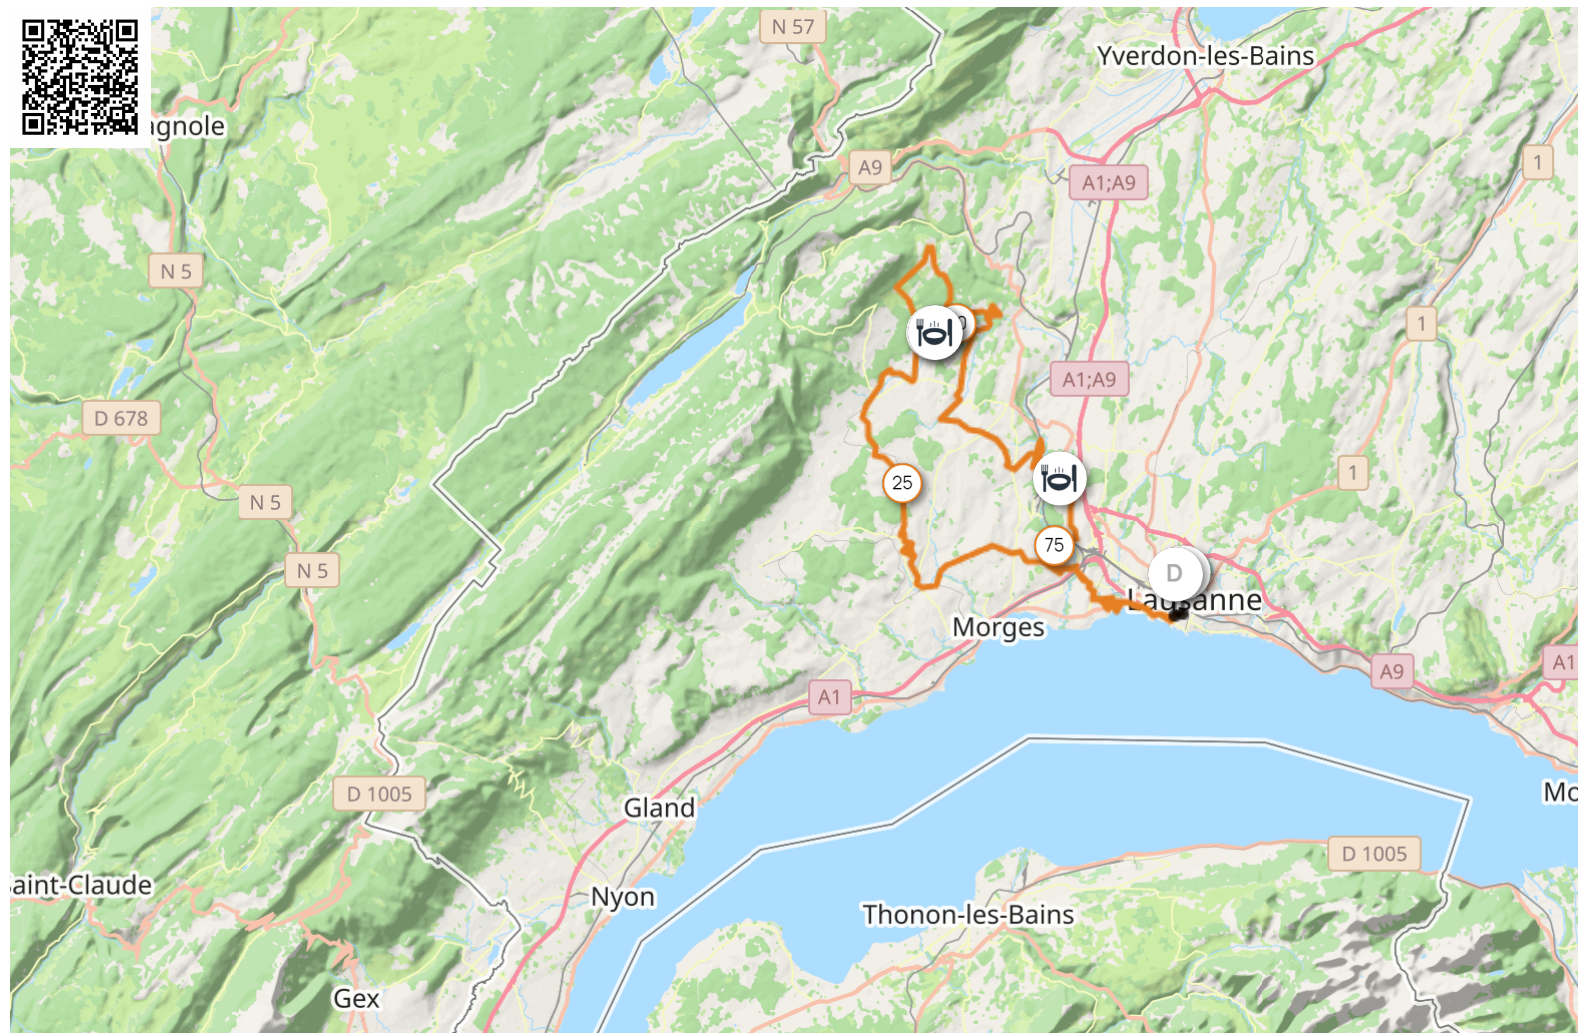 N 57
Yverdon-les-Bains
agnole
A9
1
A1;A9
N 5
1
A1;A9
D 678
1
25
N 5
75
N 5
D
Lausanne
Morges
A9
A1
A1
D 1005
Gland
Mo
D 1005
aint-Claude
Nyon
Thonon-les-Bains
Gex